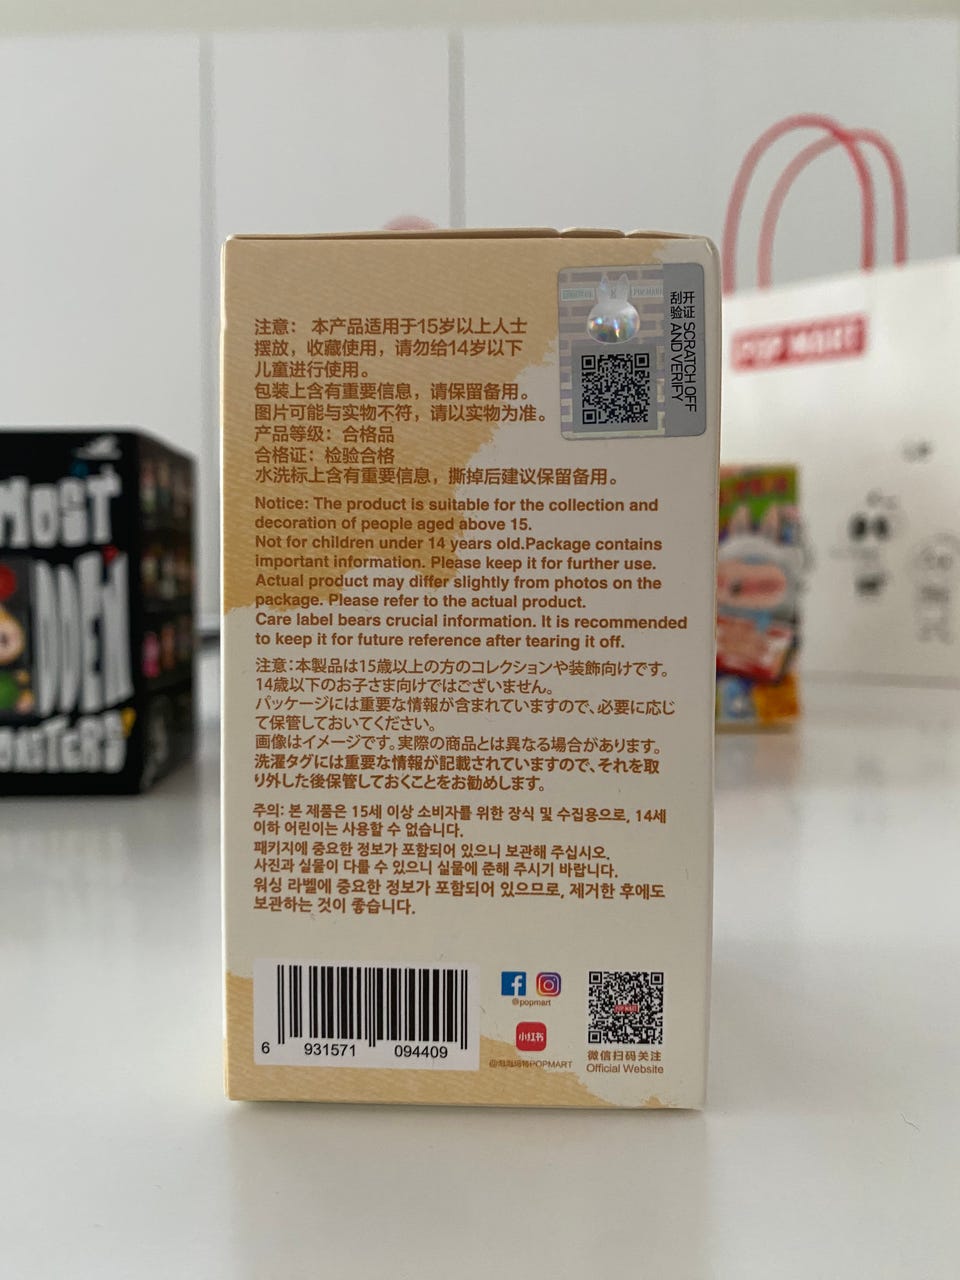 注意： 本产品适用于15岁以上人士
摆放，收藏使用，请勿给14岁以下
儿童进行使用。
包装上含有重要信息，请保留备用。
图片可能与实物不符，请以实物为准。
产品等级：合格品
合格证：检验合格
水洗标上含有重要信息，撕掉后建议保留备用。
Notice: The product is suitable for the collection and
decoration of people aged above 15.
Not for children under 14 years old.Package contains
important information. Please keep it for further use.
Actual product may differ slightly from photos on the
package. Please refer to the actual product.
Care label bears crucial information. It is recommended
to keep it for future reference after tearing it off.
注意：本製品は15歳以上の方のコレクションや装飾向けです。
14歳以下のお子さま向けではございません。
パッケージには重要な情報が含まれていますので、必要に応じ
て保管しておいてください。
画像はイメージです。実際の商品とは異なる場合があります。
洗濯タグには重要な情報が記載されていますので、それを取
り外した後保管しておくことをお勧めします。
주의: 본 제품은 15세 이상 소비자를 위한 장식 및 수집용으로, 14세
이하 어린이는 사용할 수 없습니다.
패키지에 중요한 정보가 포함되어 있으니 보관해 주십시오.
사진과 실물이 다를 수 있으니 실물에 준해 주시기 바랍니다.
워싱 라벨에 중요한 정보가 포함되어 있으므로, 제거한 후에도
보관하는 것이 좋습니다.
6 931571 094409
@popmart
小红书
@泡泡玛特POPMART
POP MART
微信扫码关注
Official Website
刮开
验证
SCRATCH OFF
AND VERIFY
POP MART
POP MART
MOST